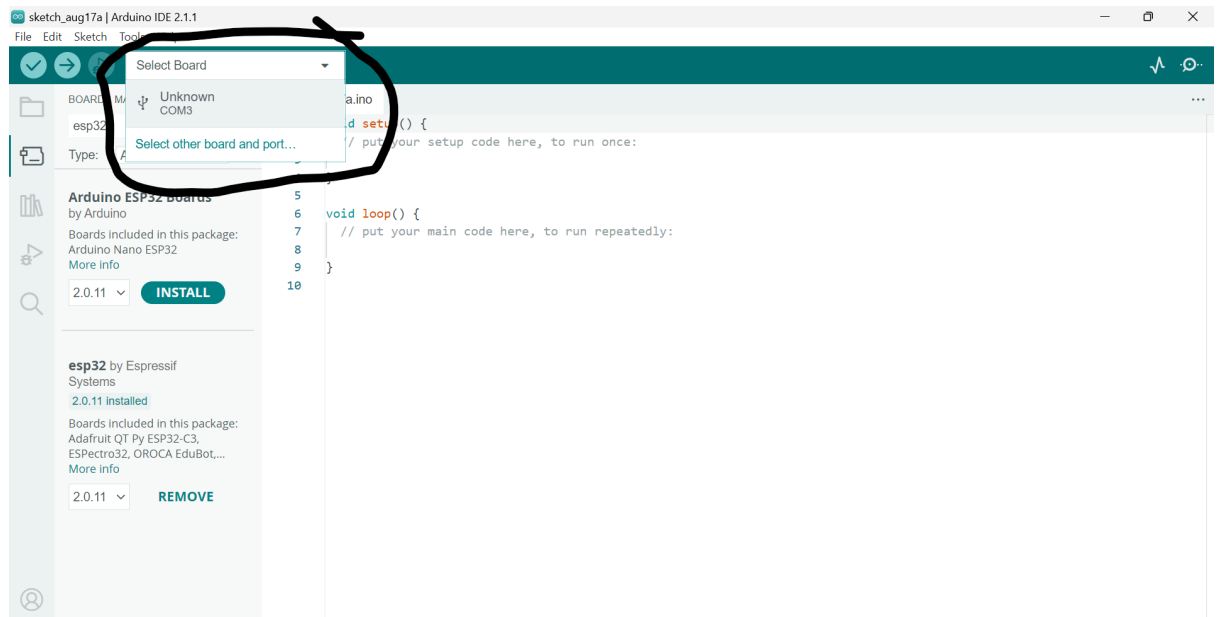 sketch_aug17a | Arduino IDE 2.1.1
File Edit Sketch Tools
Select Board
Unknown
COM3
Select other board and port...
esp32
Type:
Arduino ESP32 Boards
by Arduino
Boards included in this package:
Arduino Nano ESP32
More info
2.0.11 INSTALL
esp32 by Espressif
Systems
2.0.11 installed
Boards included in this package:
Adafruit QT Py ESP32-C3,
ESPectro32, OROCA EduBot,...
More info
2.0.11 REMOVE
a.ino
() {
// put your setup code here, to run once:
5
6 void loop() {
7 // put your main code here, to run repeatedly:
8
9 }
10